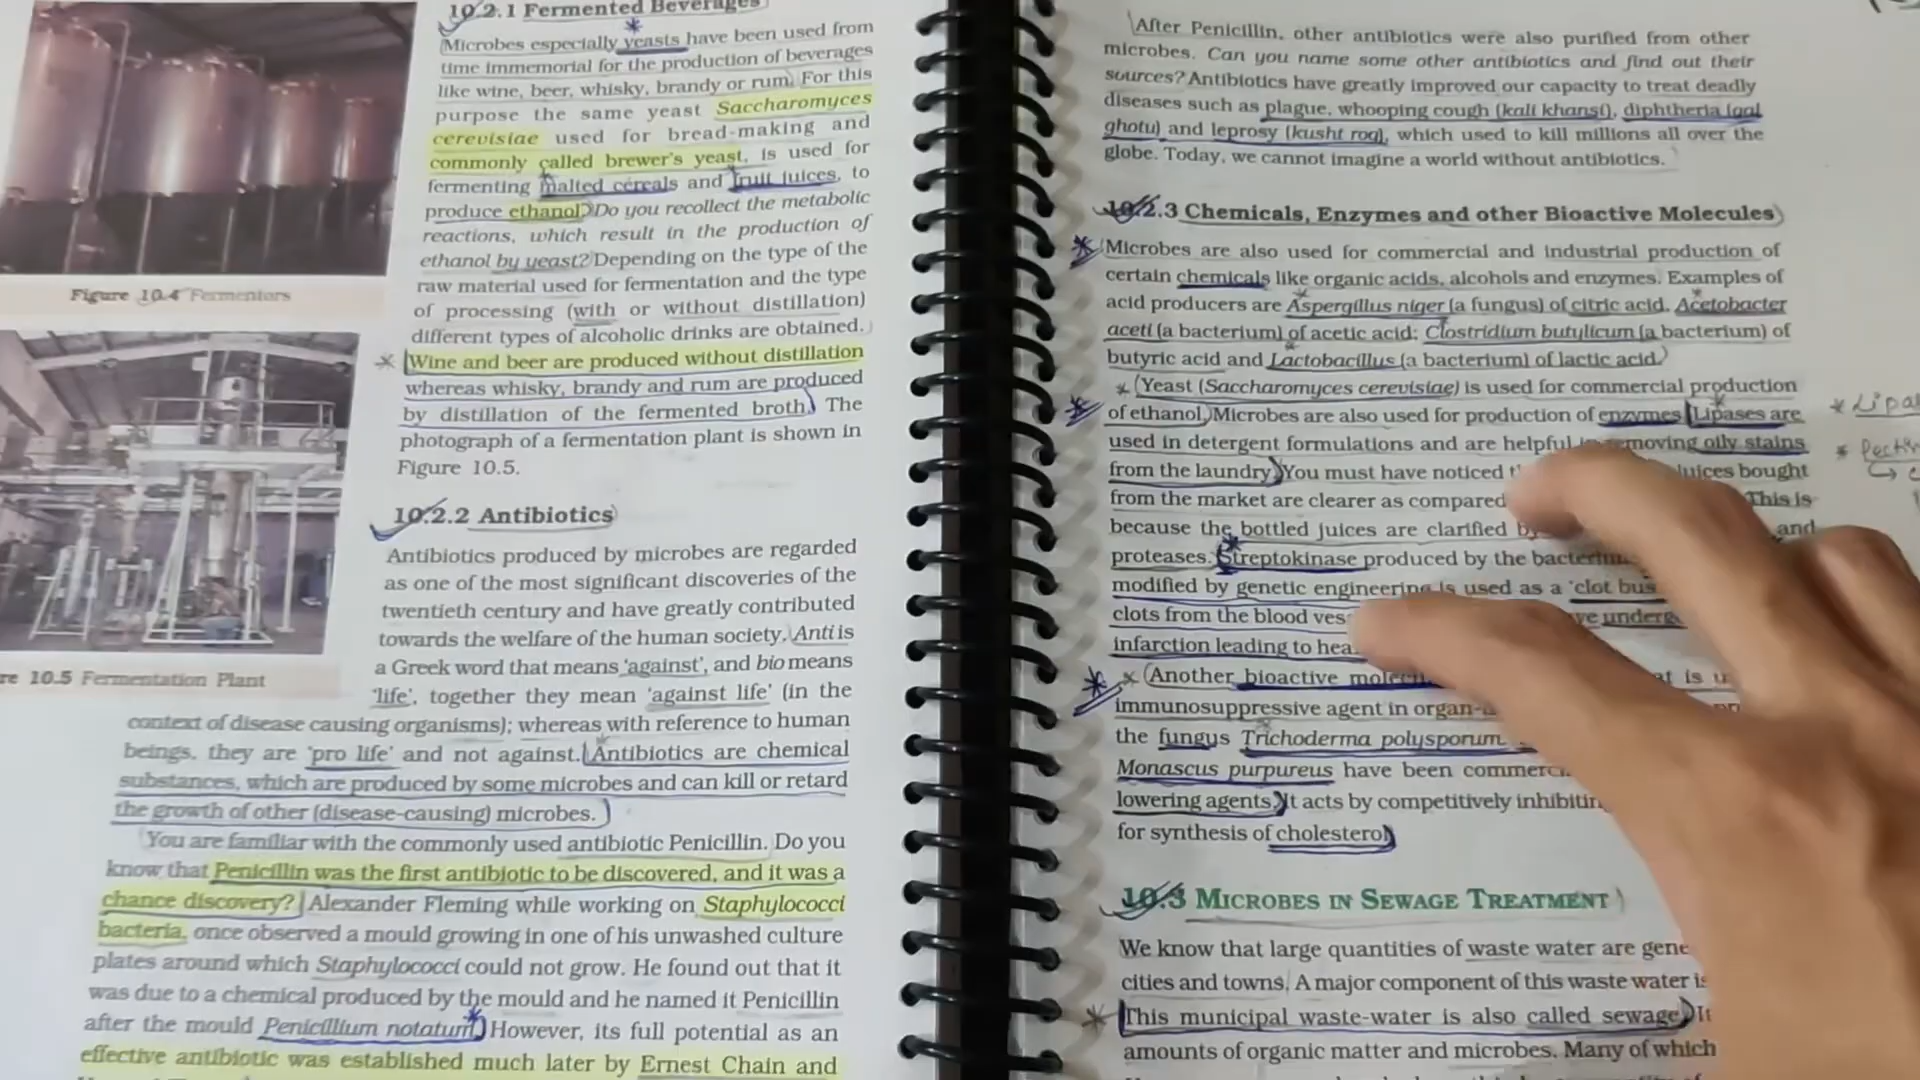 10.2.1 Fermented Beverages
Microbes especially yeasts have been used from
time immemorial for the production of beverages
like wine, beer, whisky, brandy or rum. For this
purpose the same yeast Saccharomyces
cerevisiae used for bread-making and
commonly called brewer's yeast, is used for
fermenting malted cereals and fruit juices, to
produce ethanol. Do you recollect the metabolic
reactions, which result in the production of
ethanol by yeast? Depending on the type of the
raw material used for fermentation and the type
of processing (with or without distillation)
different types of alcoholic drinks are obtained.
Wine and beer are produced without distillation
whereas whisky, brandy and rum are produced
by distillation of the fermented broth. The
photograph of a fermentation plant is shown in
Figure 10.5.
Figure 10.4 Fermentors
re 10.5 Fermentation Plant
10.2.2 Antibiotics
Antibiotics produced by microbes are regarded
as one of the most significant discoveries of the
twentieth century and have greatly contributed
towards the welfare of the human society. Anti is
a Greek word that means 'against', and bio means
'life', together they mean 'against life' (in the
context of disease causing organisms); whereas with reference to human
beings, they are 'pro life' and not against. Antibiotics are chemical
substances, which are produced by some microbes and can kill or retard
the growth of other (disease-causing) microbes.
You are familiar with the commonly used antibiotic Penicillin. Do you
know that Penicillin was the first antibiotic to be discovered, and it was a
chance discovery? Alexander Fleming while working on Staphylococci
bacteria, once observed a mould growing in one of his unwashed culture
plates around which Staphylococci could not grow. He found out that it
was due to a chemical produced by the mould and he named it Penicillin
after the mould Penicillium notatum. However, its full potential as an
effective antibiotic was established much later by Ernest Chain and
After Penicillin, other antibiotics were also purified from other
microbes. Can you name some other antibiotics and find out their
sources? Antibiotics have greatly improved our capacity to treat deadly
diseases such as plague, whooping cough (kali khansi), diphtheria (gal
ghotu) and leprosy (kusht rog), which used to kill millions all over the
globe. Today, we cannot imagine a world without antibiotics.
10.2.3 Chemicals, Enzymes and other Bioactive Molecules
Microbes are also used for commercial and industrial production of
certain chemicals like organic acids, alcohols and enzymes. Examples of
acid producers are Aspergillus niger (a fungus) of citric acid, Acetobacter
aceti (a bacterium) of acetic acid; Clostridium butylicum (a bacterium) of
butyric acid and Lactobacillus (a bacterium) of lactic acid.
Yeast (Saccharomyces cerevisiae) is used for commercial production
of ethanol. Microbes are also used for production of enzymes. Lipases are
used in detergent formulations and are helpful in removing oily stains
from the laundry. You must have noticed juices bought
from the market are clearer as compared This is
because the bottled juices are clarified by and
proteases. Streptokinase produced by the bacterium
modified by genetic engineering is used as a 'clot bus
clots from the blood ves ve underg
infarction leading to hea
Another bioactive molecu at is u
immunosuppressive agent in organ-
the fungus Trichoderma polysporum.
Monascus purpureus have been commerci
lowering agents. It acts by competitively inhibitin
for synthesis of cholesterol.
10.3 MICROBES IN SEWAGE TREATMENT
We know that large quantities of waste water are gene
cities and towns. A major component of this waste water is
This municipal waste-water is also called sewage. It
amounts of organic matter and microbes. Many of which
Lipa
Pectin